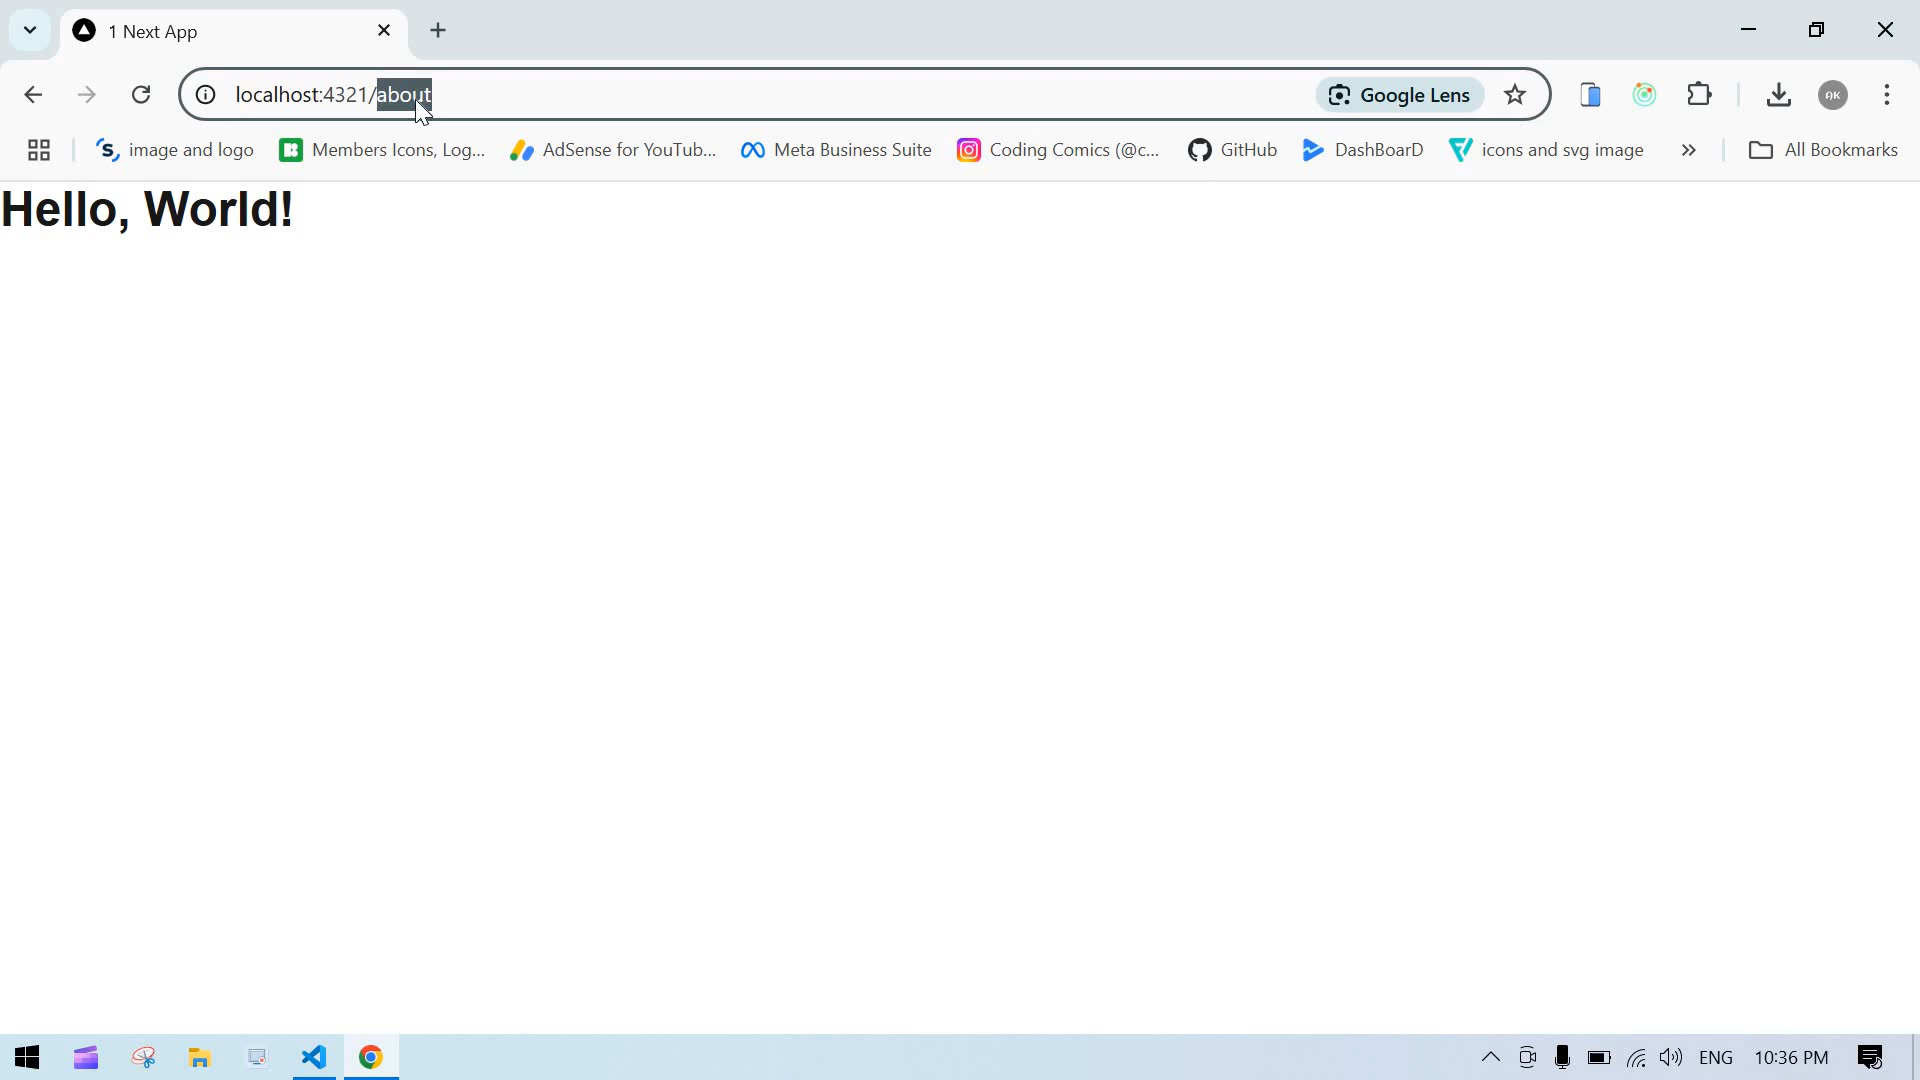 1 Next App
localhost:4321/about
Google Lens
AK
image and logo
Members Icons, Log...
AdSense for YouTub...
Meta Business Suite
Coding Comics (@c...
GitHub
DashBoarD
icons and svg image
All Bookmarks
Hello, World!
ENG
10:36 PM